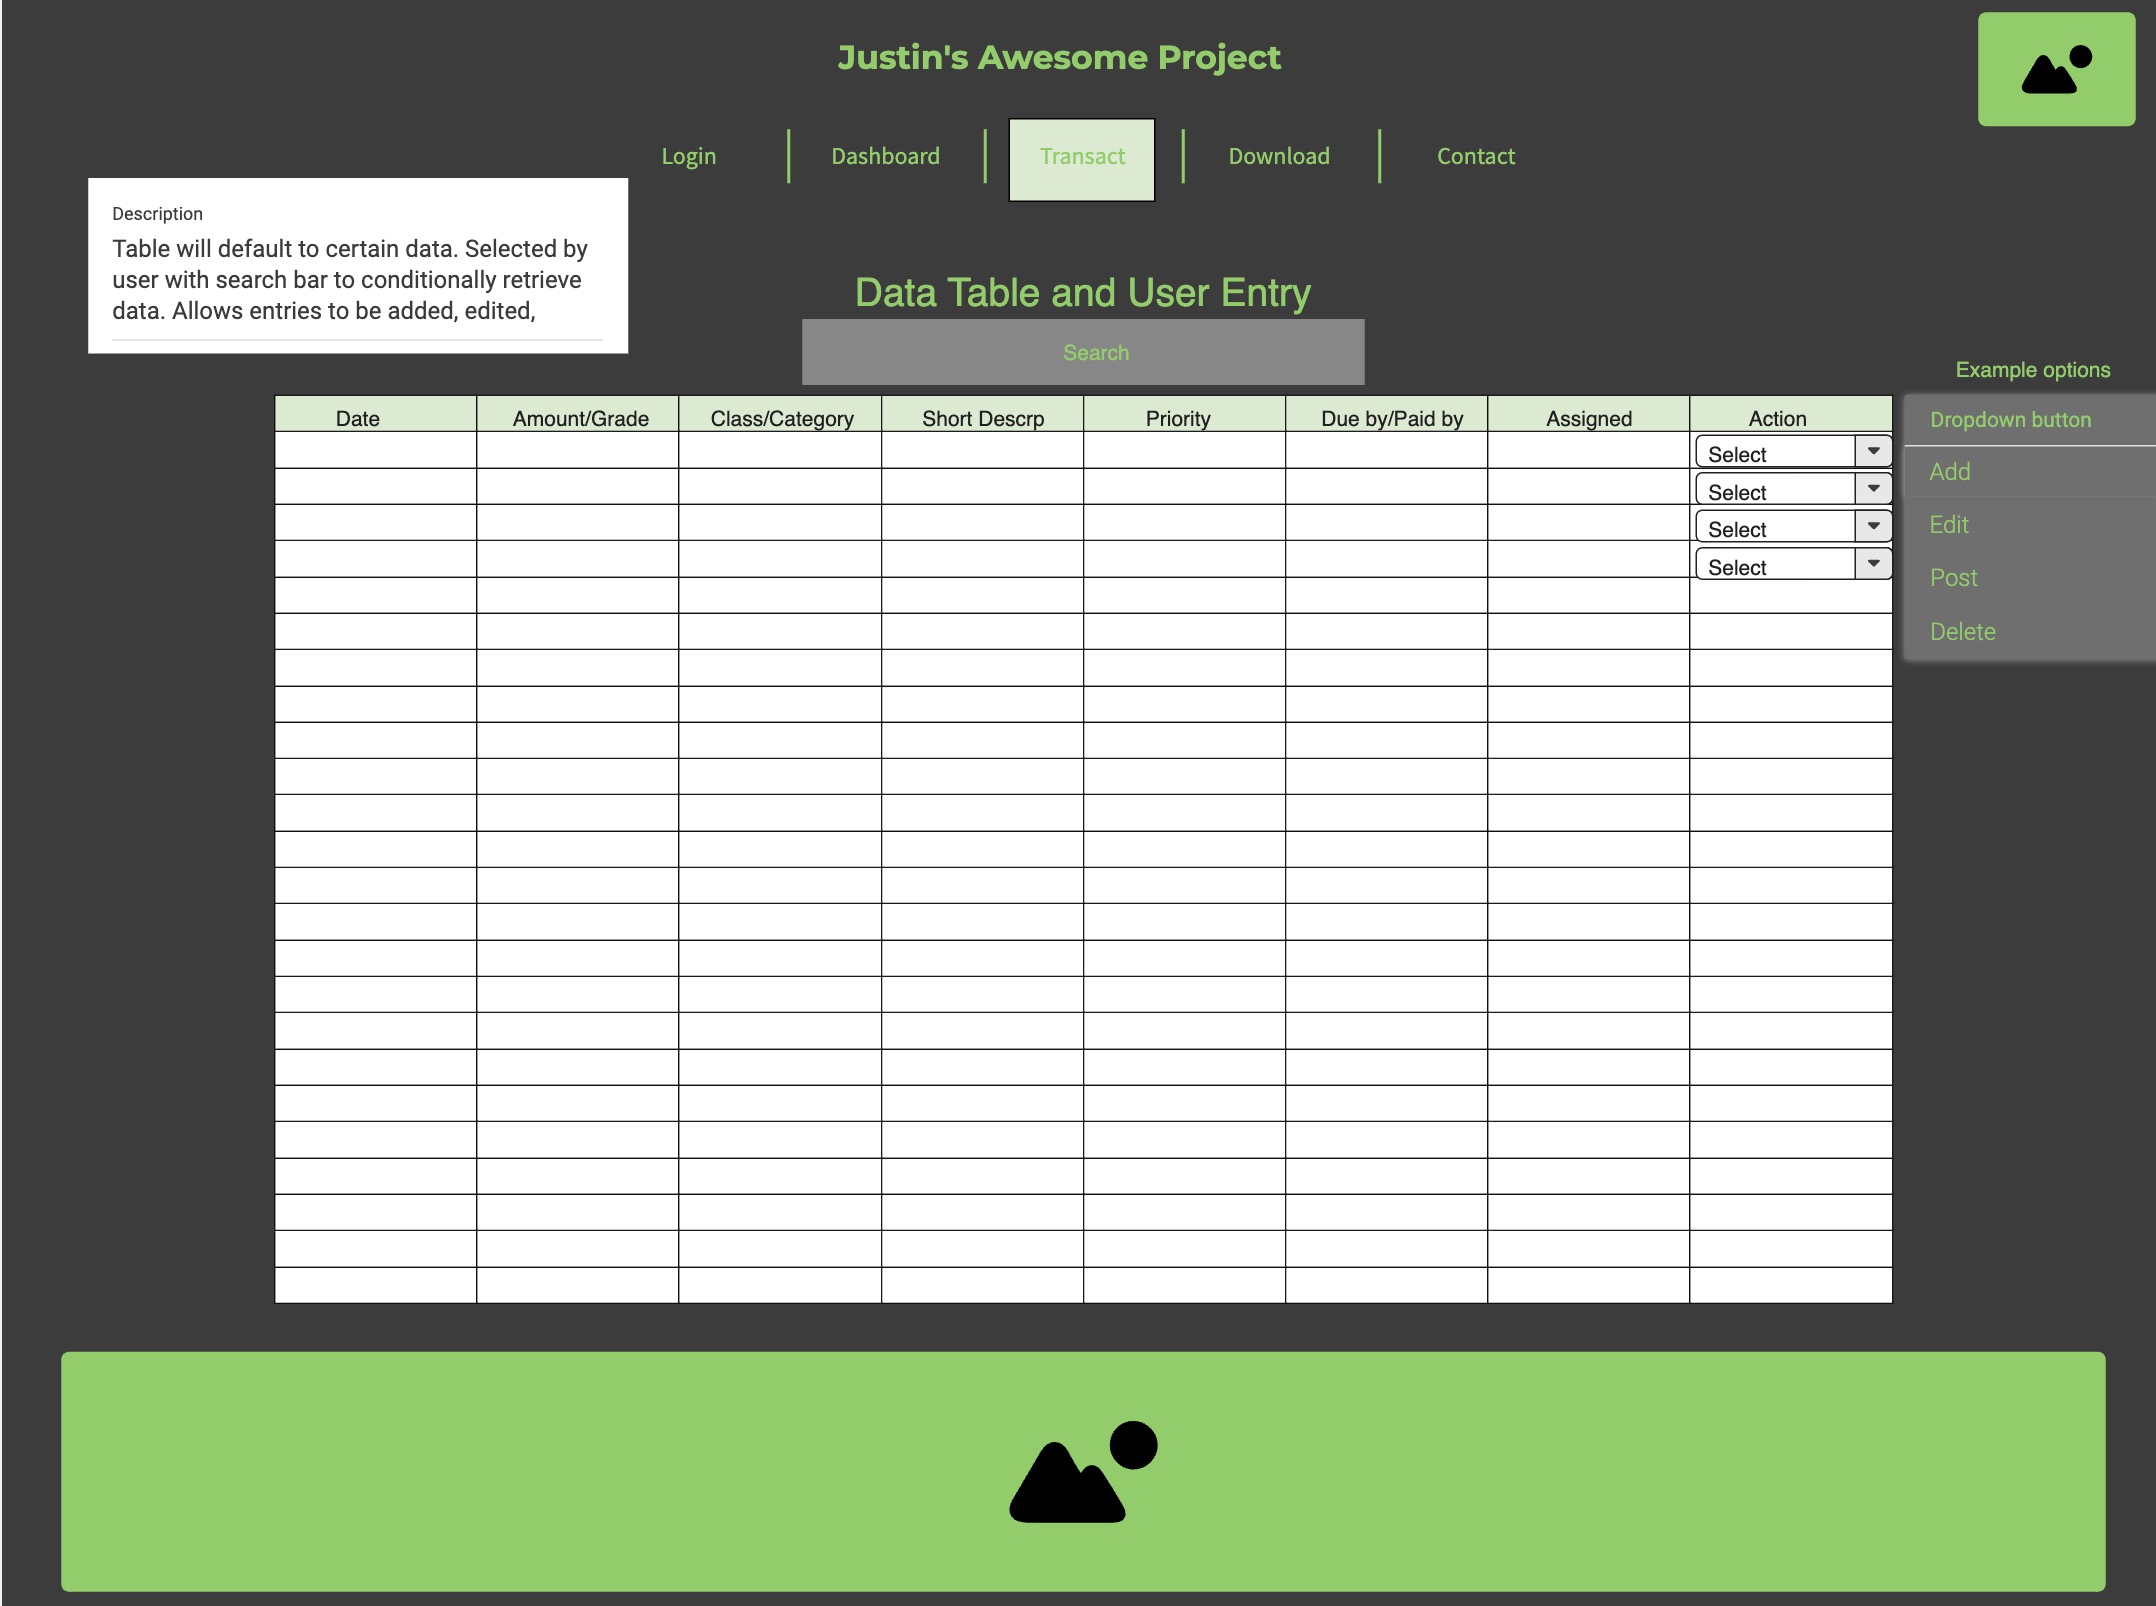 Justin's Awesome Project
Login
Dashboard
Transact
Download
Contact
Description
Table will default to certain data. Selected by
user with search bar to conditionally retrieve
data. Allows entries to be added, edited,
Data Table and User Entry
Search
Example options
Date
Amount/Grade
Class/Category
Short Descrp
Priority
Due by/Paid by
Assigned
Action
Select
Select
Select
Select
Dropdown button
Add
Edit
Post
Delete